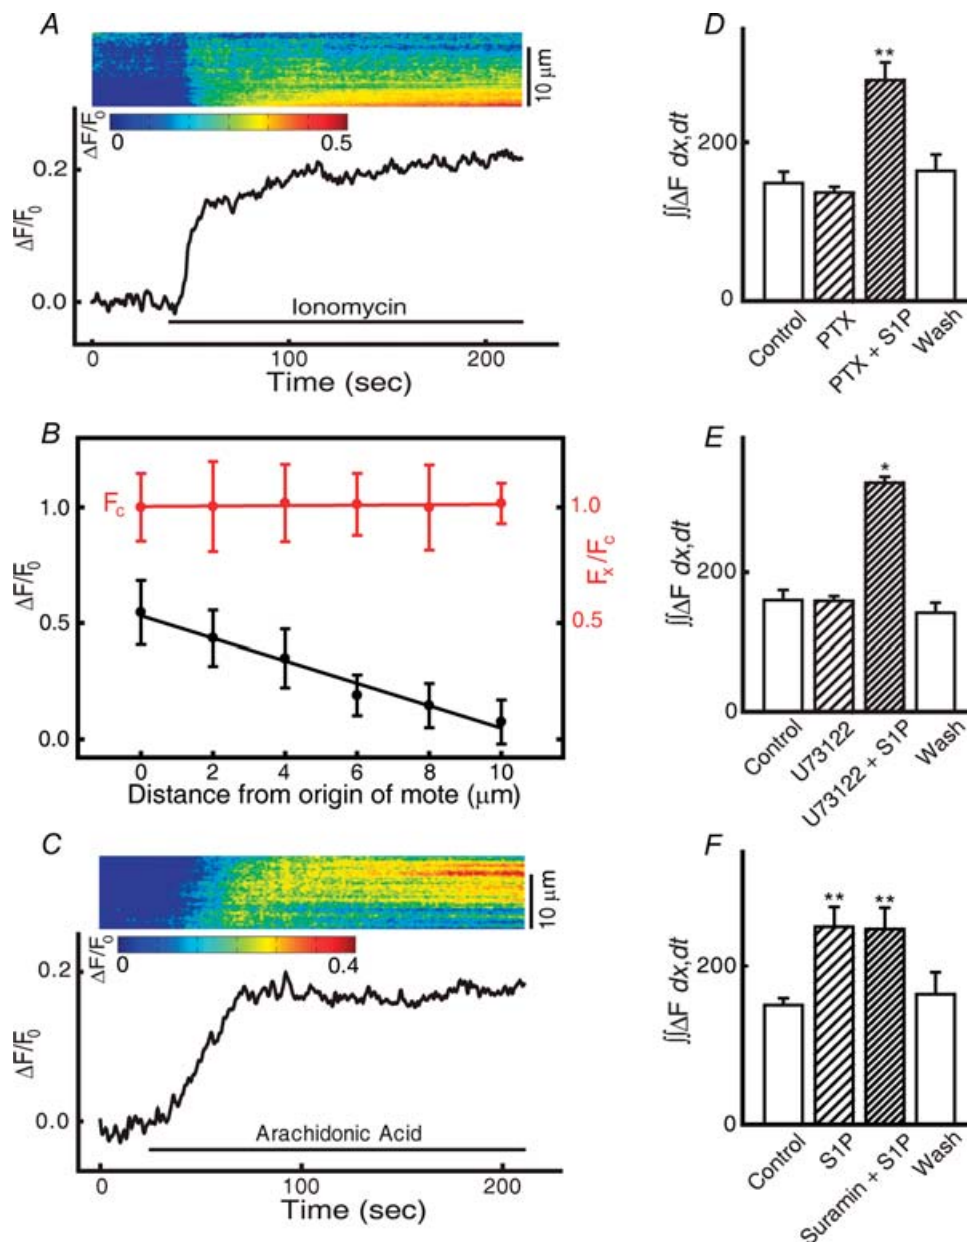 A
10 μm
ΔF/F0
0 0.5
0.2
0.0
ΔF/F0
Ionomycin
0 100 200
Time (sec)
B
Fc
1.0
0.5
0.0
ΔF/F0
1.0
0.5
Fx/Fc
0 2 4 6 8 10
Distance from origin of mote (μm)
C
10 μm
ΔF/F0
0 0.4
0.2
0.0
ΔF/F0
Arachidonic Acid
0 100 200
Time (sec)
D
**
200
0
∫∫ΔF dx,dt
Control PTX PTX + S1P Wash
E
*
200
0
∫∫ΔF dx,dt
Control U73122 U73122 + S1P Wash
F
** **
200
0
∫∫ΔF dx,dt
Control S1P Suramin + S1P Wash